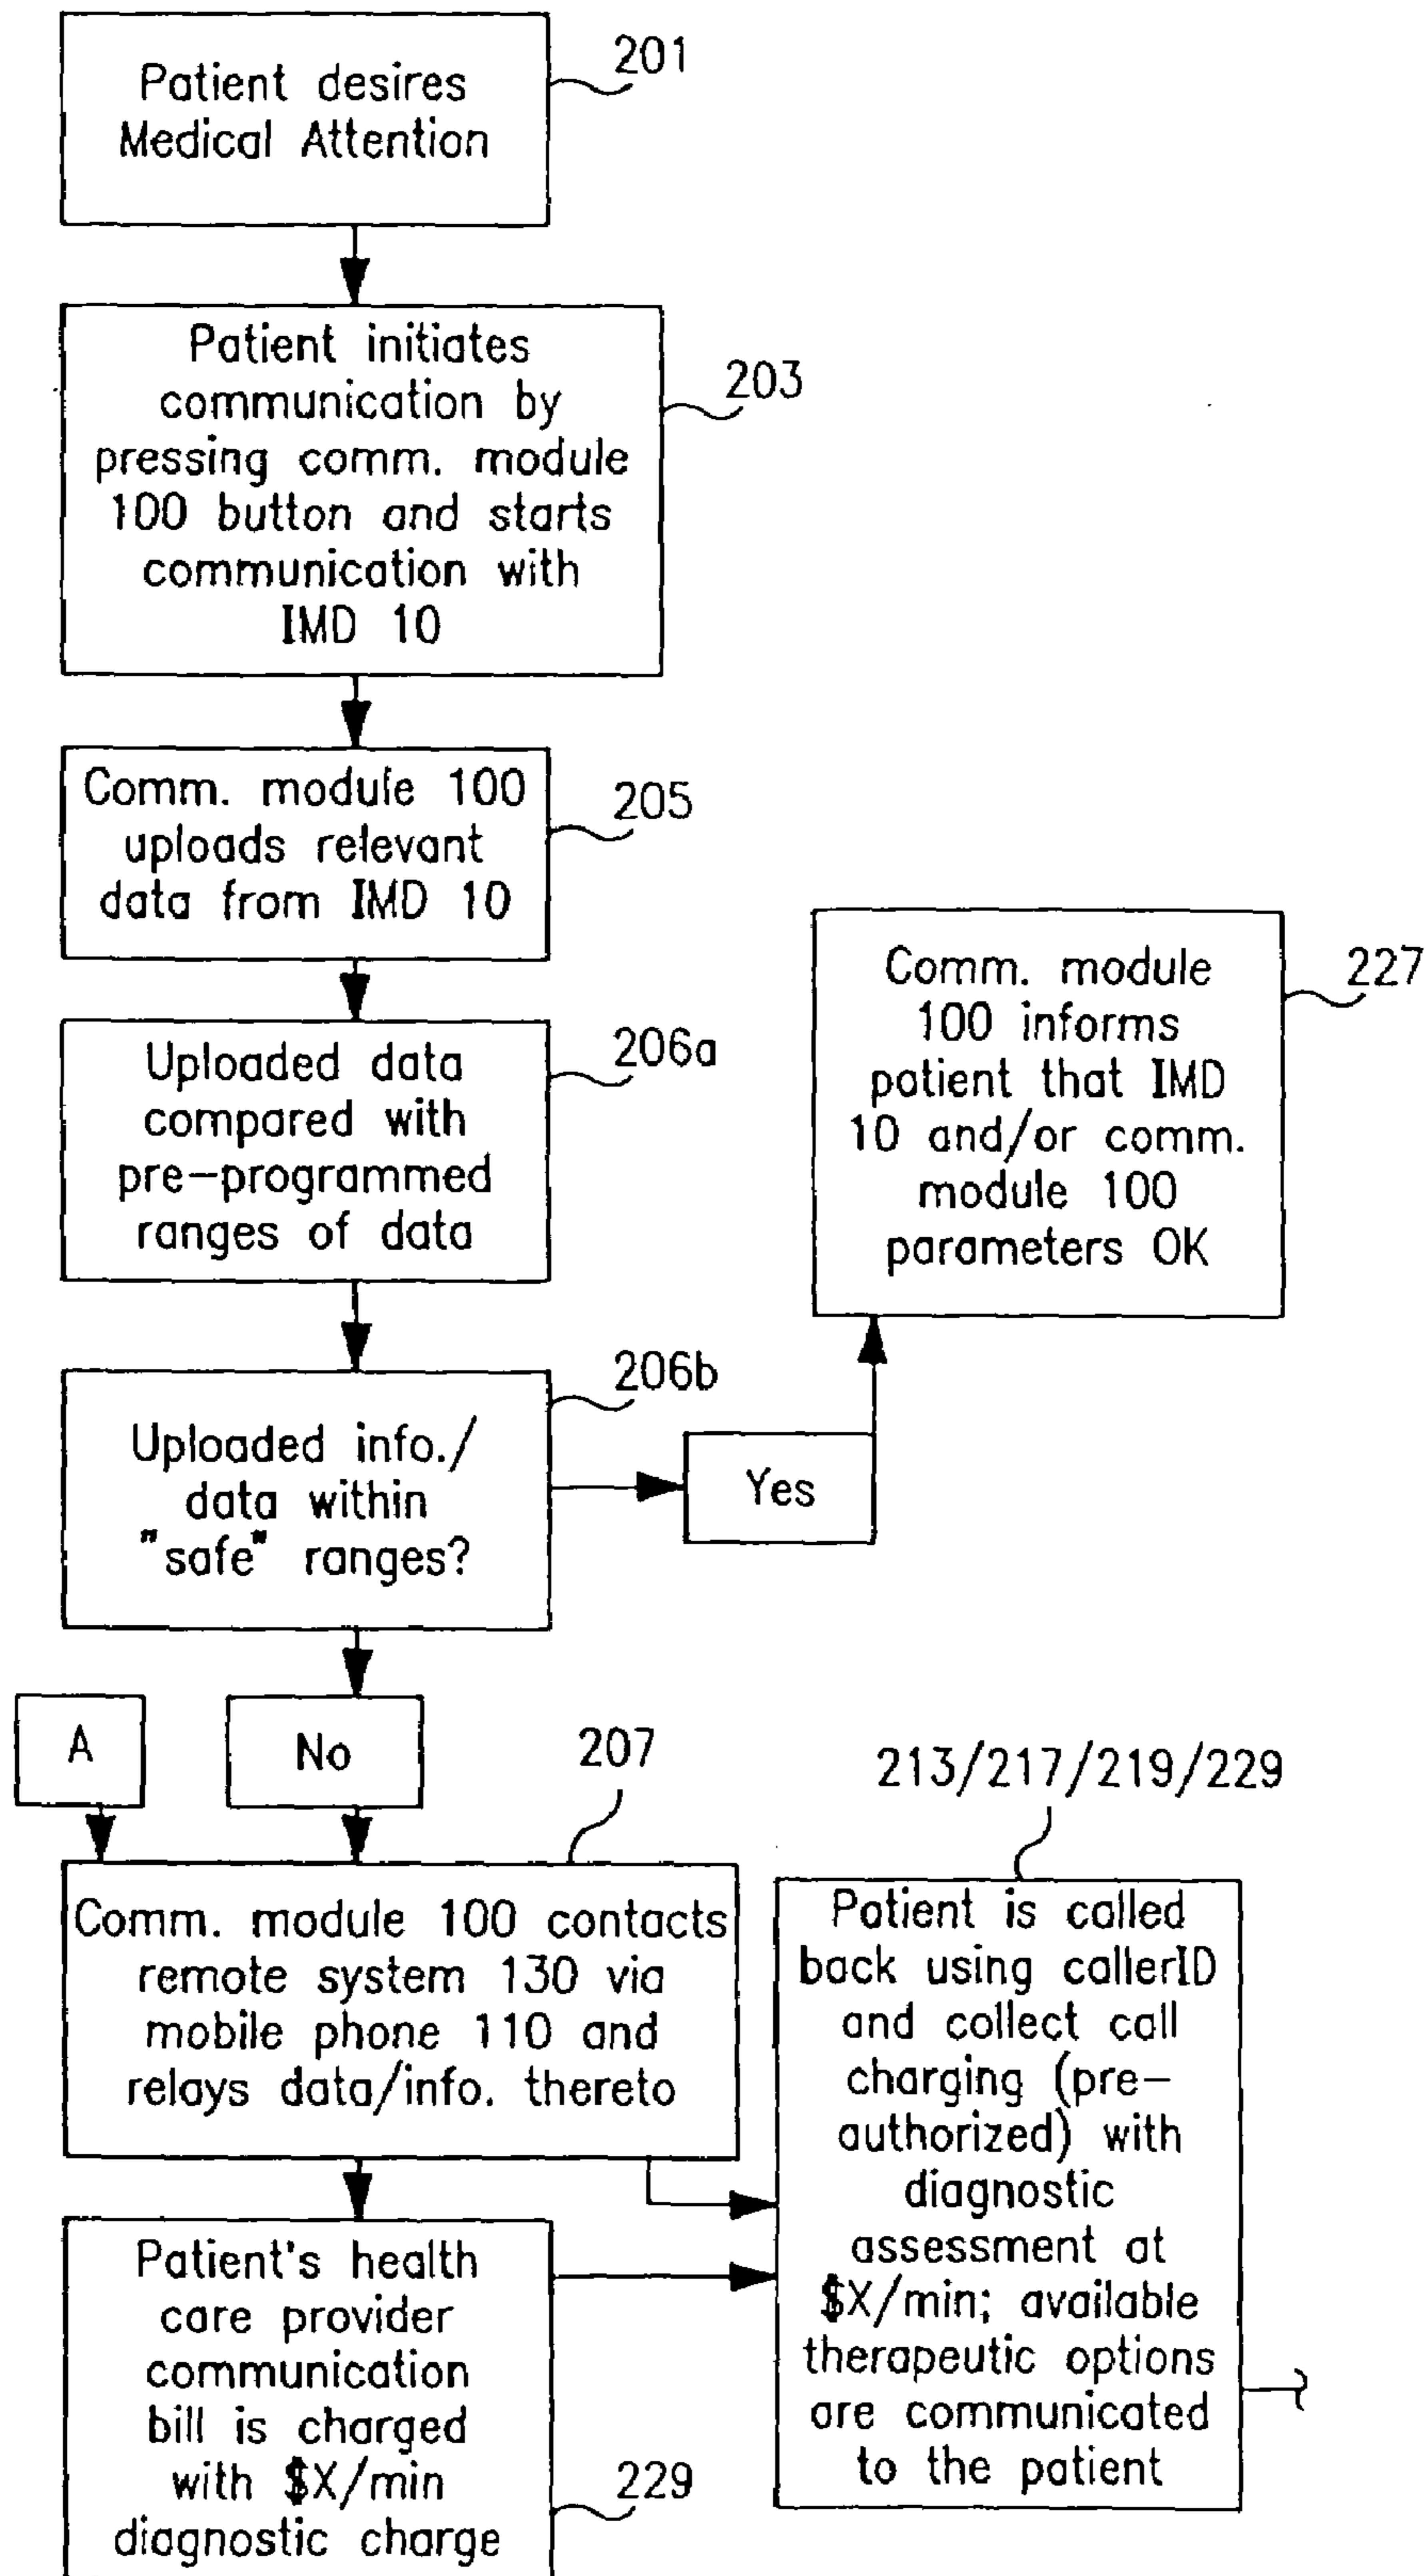 Patient desires
Medical Attention
201
Patient initiates
communication by
pressing comm. module
100 button and starts
communication with
IMD 10
203
Comm. module 100
uploads relevant
data from IMD 10
205
Uploaded data
compared with
pre-programmed
ranges of data
206a
Comm. module
100 informs
patient that IMD
10 and/or comm.
module 100
parameters OK
227
Uploaded info./
data within
"safe" ranges?
206b
Yes
A
No
207
Comm. module 100 contacts
remote system 130 via
mobile phone 110 and
relays data/info. thereto
213/217/219/229
Patient is called
back using callerID
and collect call
charging (pre-
authorized) with
diagnostic
assessment at
$X/min; available
therapeutic options
are communicated
to the patient
Patient's health
care provider
communication
bill is charged
with $X/min
diagnostic charge
229